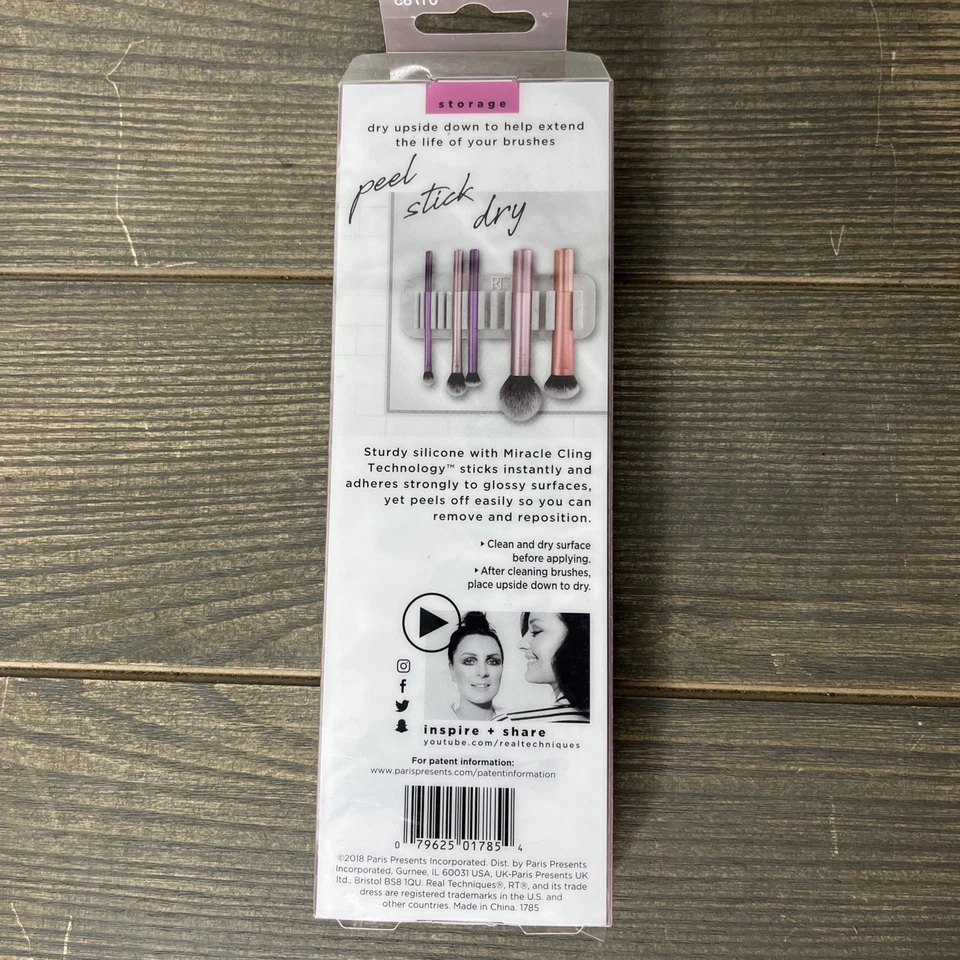 storage
dry upside down to help extend
the life of your brushes
peel
stick
dry
RT
Sturdy silicone with Miracle Cling
Technology™ sticks instantly and
adheres strongly to glossy surfaces,
yet peels off easily so you can
remove and reposition.
‣ Clean and dry surface
before applying.
‣ After cleaning brushes,
place upside down to dry.
inspire + share
youtube.com/realtechniques
For patent information:
www.parispresents.com/patentinformation
0 79625 01785 4
©2018 Paris Presents Incorporated. Dist. by Paris Presents
Incorporated, Gurnee, IL 60031 USA, UK-Paris Presents UK
ltd., Bristol BS8 1QU. Real Techniques®, RT®, and its trade
dress are registered trademarks in the U.S. and
other countries. Made in China. 1785